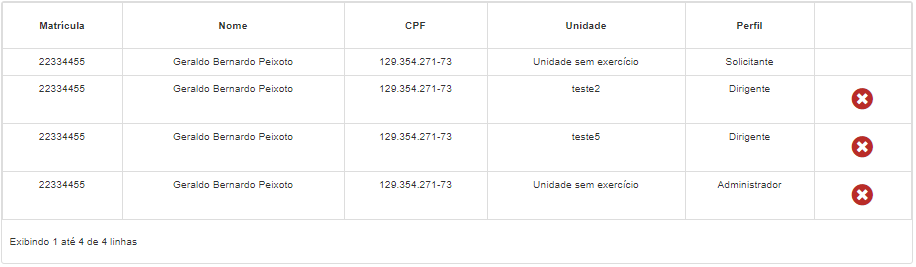 Matrícula Nome CPF Unidade Perfil
22334455 Geraldo Bernardo Peixoto 129.354.271-73 Unidade sem exercício Solicitante
22334455 Geraldo Bernardo Peixoto 129.354.271-73 teste2 Dirigente
22334455 Geraldo Bernardo Peixoto 129.354.271-73 teste5 Dirigente
22334455 Geraldo Bernardo Peixoto 129.354.271-73 Unidade sem exercício Administrador
Exibindo 1 até 4 de 4 linhas